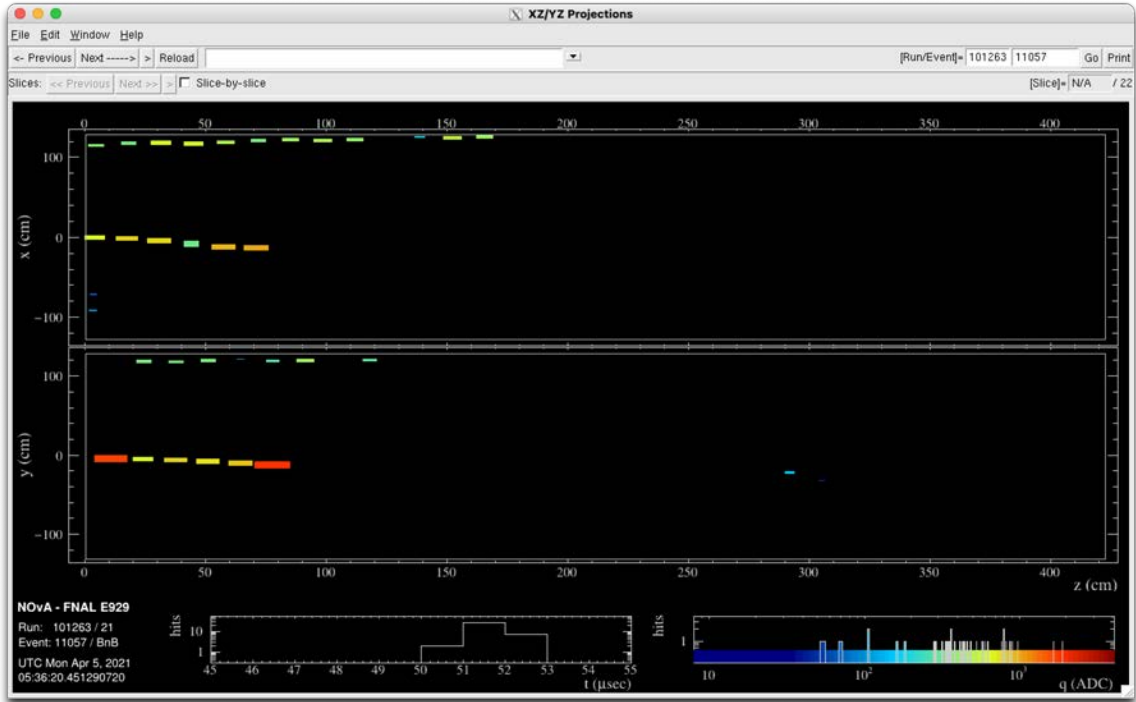 XZ/YZ Projections
File Edit Window Help
<- Previous Next -----> > Reload [Run/Event]= 101263 11057 Go Print
Slices: << Previous Next >> > Slice-by-slice [Slice]= N/A / 22
0 50 100 150 200 250 300 350 400
100
0
−100
x (cm)
100
0
−100
y (cm)
0 50 100 150 200 250 300 350 400
z (cm)
NOvA - FNAL E929
Run: 101263 / 21
Event: 11057 / BnB
UTC Mon Apr 5, 2021
05:36:20.451290720
hits
10
1
45 46 47 48 49 50 51 52 53 54 55
t (μsec)
hits
1
10 10² 10³
q (ADC)